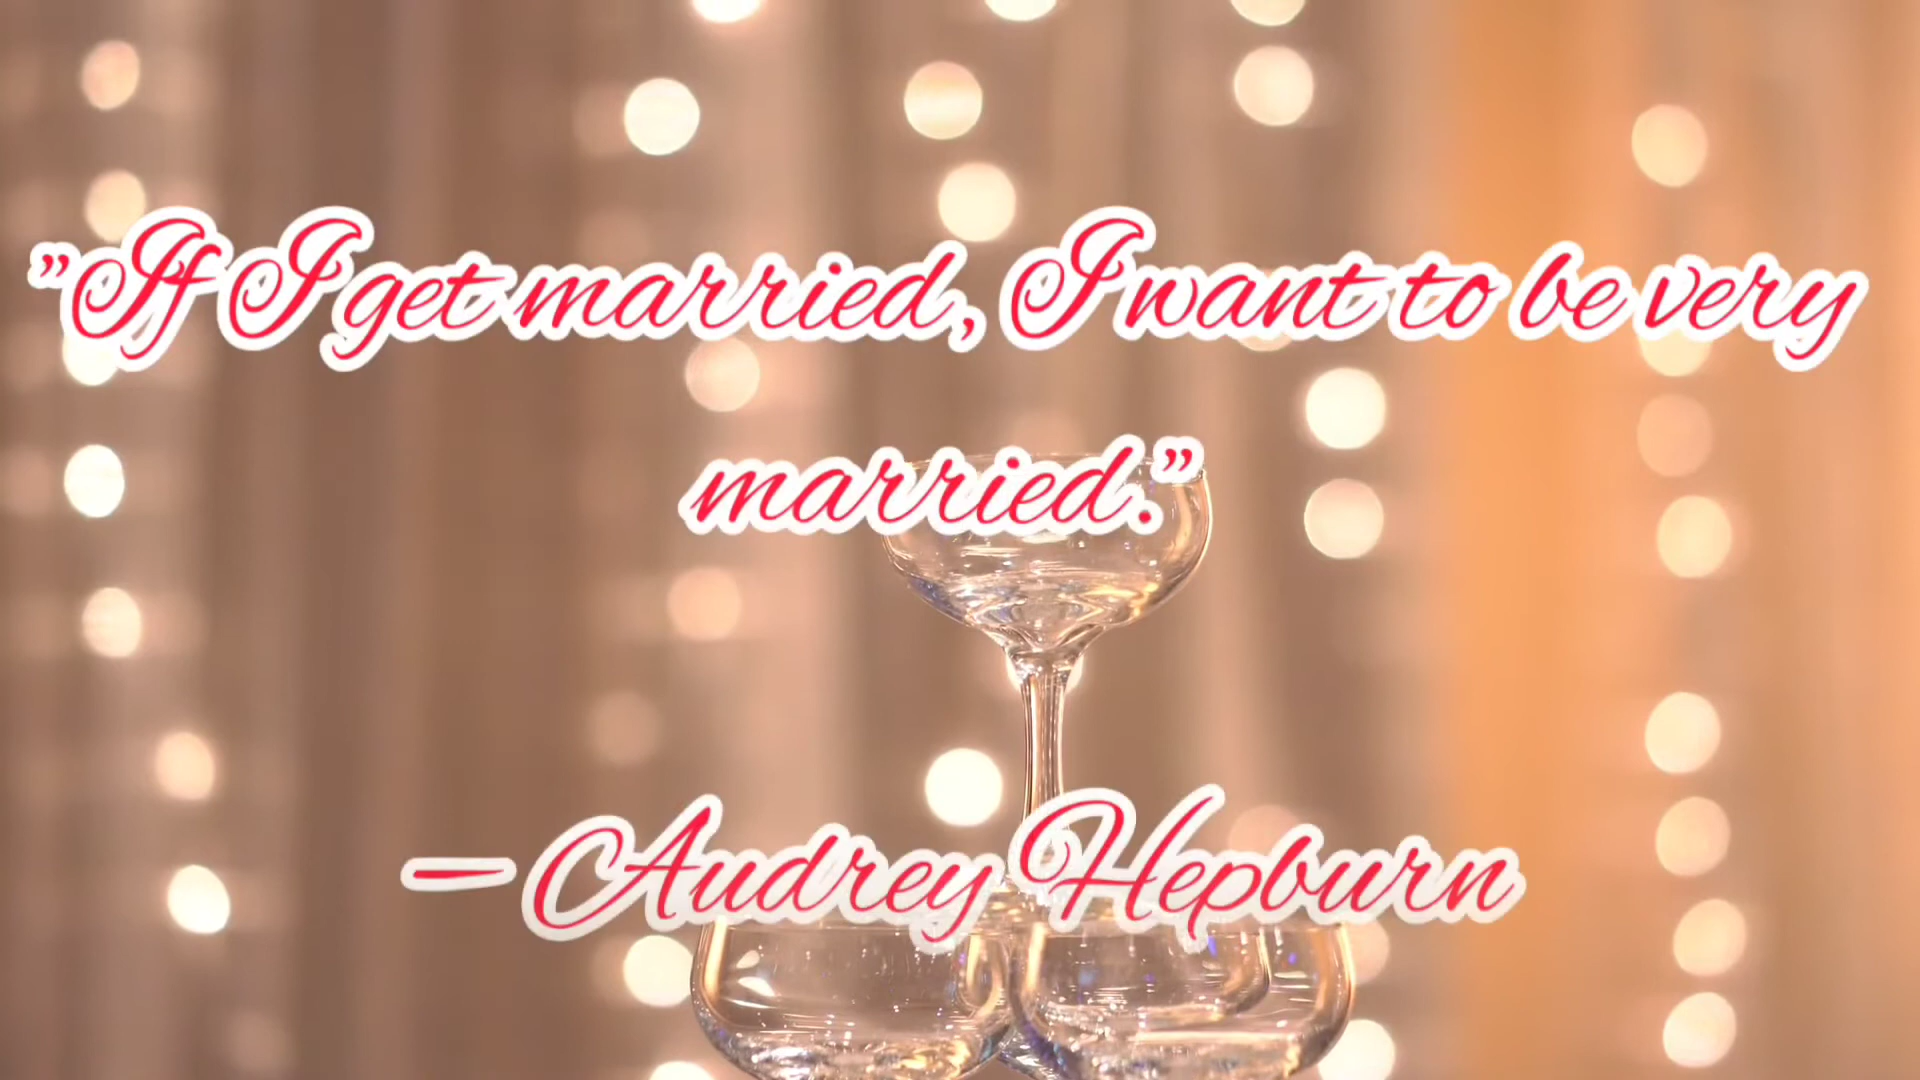 ”If I get married, I want to be very
married.”
— Audrey Hepburn